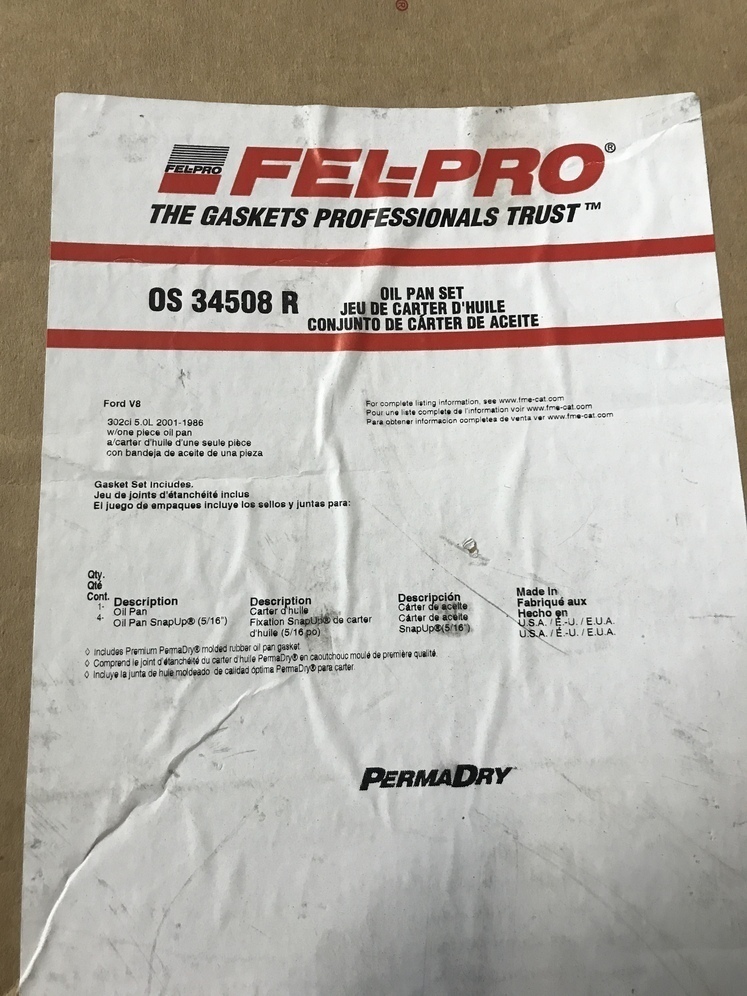 FEL-PRO
FEL-PRO®
THE GASKETS PROFESSIONALS TRUST™
OS 34508 R
OIL PAN SET
JEU DE CARTER D'HUILE
CONJUNTO DE CÁRTER DE ACEITE
Ford V8
302ci 5.0L 2001-1986
w/one piece oil pan
a/carter d'huile d'une seule pièce
con bandeja de aceite de una pieza
For complete listing information, see www.fme-cat.com
Pour une liste complete de l'information voir www.fme-cat.com
Para obtener informacion completas de venta ver www.fme-cat.com
Gasket Set Includes.
Jeu de joints d'étanchéité inclus
El juego de empaques incluye los sellos y juntas para:
Qty.
Qté
Cont.
1-
4-
Description
Oil Pan
Oil Pan SnapUp® (5/16")
Description
Carter d'huile
Fixation SnapUp® de carter
d'huile (5/16 po)
Descripción
Cárter de aceite
Cárter de aceite
SnapUp®(5/16")
Made In
Fabriqué aux
Hecho en
U.S.A. / É.-U. / E.U.A.
U.S.A. / É.-U. / E.U.A.
◊ Includes Premium PermaDry® molded rubber oil pan gasket
◊ Comprend le joint d'étanchéité du carter d'huile PermaDry® en caoutchouc moulé de première qualité.
◊ Incluye la junta de hule moldeado de calidad óptima PermaDry® para carter
PERMADRY